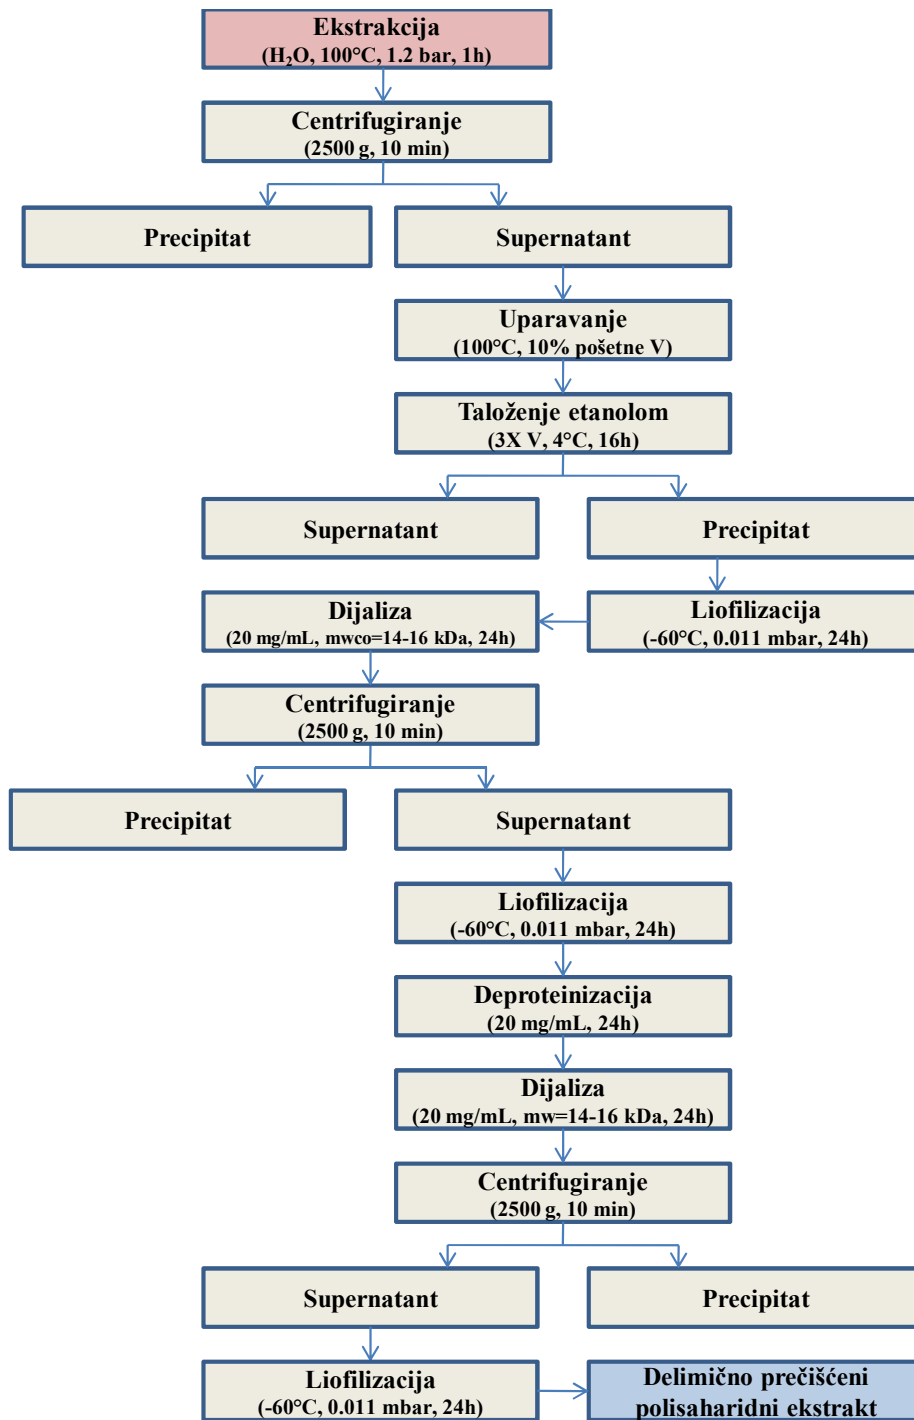 Ekstrakcija
(H₂O, 100°C, 1.2 bar, 1h)
Centrifugiranje
(2500 g, 10 min)
Precipitat
Supernatant
Uparavanje
(100°C, 10% pošetne V)
Taloženje etanolom
(3X V, 4°C, 16h)
Supernatant
Precipitat
Dijaliza
(20 mg/mL, mwco=14-16 kDa, 24h)
Liofilizacija
(-60°C, 0.011 mbar, 24h)
Centrifugiranje
(2500 g, 10 min)
Precipitat
Supernatant
Liofilizacija
(-60°C, 0.011 mbar, 24h)
Deproteinizacija
(20 mg/mL, 24h)
Dijaliza
(20 mg/mL, mw=14-16 kDa, 24h)
Centrifugiranje
(2500 g, 10 min)
Supernatant
Precipitat
Liofilizacija
(-60°C, 0.011 mbar, 24h)
Delimično prečišćeni
polisaharidni ekstrakt